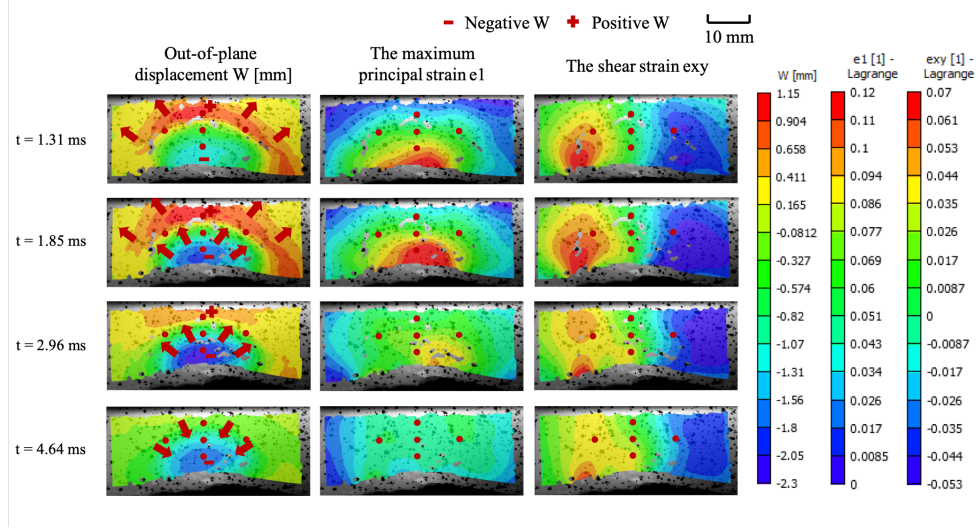 Negative W
Positive W
10 mm
Out-of-plane
displacement W [mm]
The maximum
principal strain e1
The shear strain exy
W [mm]
e1 [1] -
Lagrange
exy [1] -
Lagrange
t = 1.31 ms
t = 1.85 ms
t = 2.96 ms
t = 4.64 ms
1.15
0.904
0.658
0.411
0.165
-0.0812
-0.327
-0.574
-0.82
-1.07
-1.31
-1.56
-1.8
-2.05
-2.3
0.12
0.11
0.1
0.094
0.086
0.077
0.069
0.06
0.051
0.043
0.034
0.026
0.017
0.0085
0
0.07
0.061
0.053
0.044
0.035
0.026
0.017
0.0087
0
-0.0087
-0.017
-0.026
-0.035
-0.044
-0.053